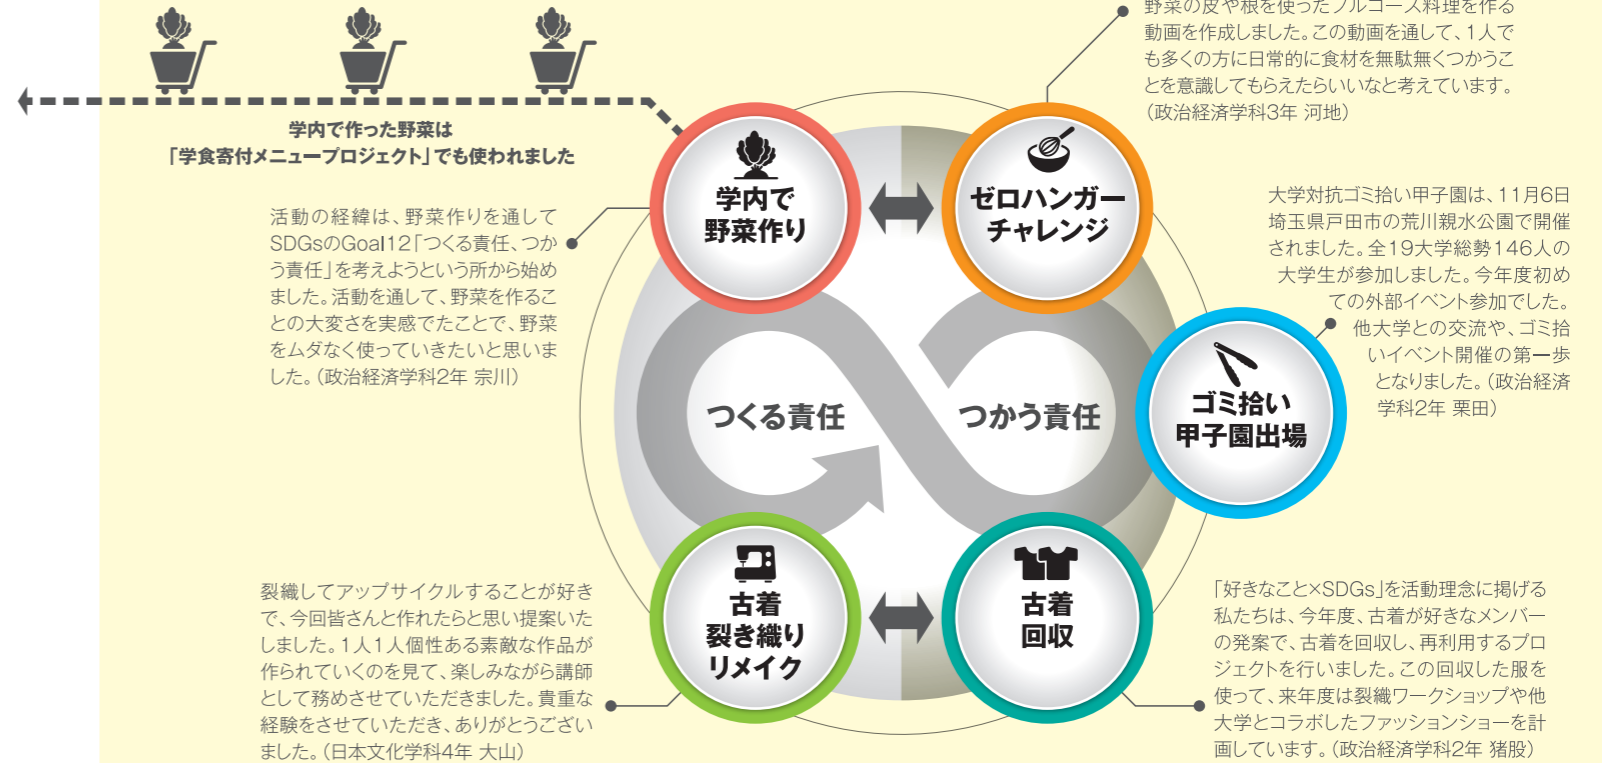 野菜の皮や根を使ったフルコース料理を作る
動画を作成しました。この動画を通して、1人で
も多くの方に日常的に食材を無駄無くつかうこ
とを意識してもらえたらいいなと考えています。
（政治経済学科3年 河地）
学内で作った野菜は
「学食寄付メニュープロジェクト」でも使われました
学内で
野菜作り
ゼロハンガー
チャレンジ
活動の経緯は、野菜作りを通して
SDGsのGoal12「つくる責任、つか
う責任」を考えようという所から始め
ました。活動を通して、野菜を作るこ
との大変さを実感でたことで、野菜
をムダなく使っていきたいと思いま
した。（政治経済学科2年 宗川）
大学対抗ゴミ拾い甲子園は、11月6日
埼玉県戸田市の荒川親水公園で開催
されました。全19大学総勢146人の
大学生が参加しました。今年度初め
ての外部イベント参加でした。
他大学との交流や、ゴミ拾
いイベント開催の第一歩
となりました。（政治経済
学科2年 栗田）
つくる責任
つかう責任
ゴミ拾い
甲子園出場
古着
裂き織り
リメイク
古着
回収
裂織してアップサイクルすることが好き
で、今回皆さんと作れたらと思い提案いた
しました。1人1人個性ある素敵な作品が
作られていくのを見て、楽しみながら講師
として務めさせていただきました。貴重な
経験をさせていただき、ありがとうござい
ました。（日本文化学科4年 大山）
「好きなこと×SDGs」を活動理念に掲げる
私たちは、今年度、古着が好きなメンバー
の発案で、古着を回収し、再利用するプロ
ジェクトを行いました。この回収した服を
使って、来年度は裂織ワークショップや他
大学とコラボしたファッションショーを計
画しています。（政治経済学科2年 猪股）